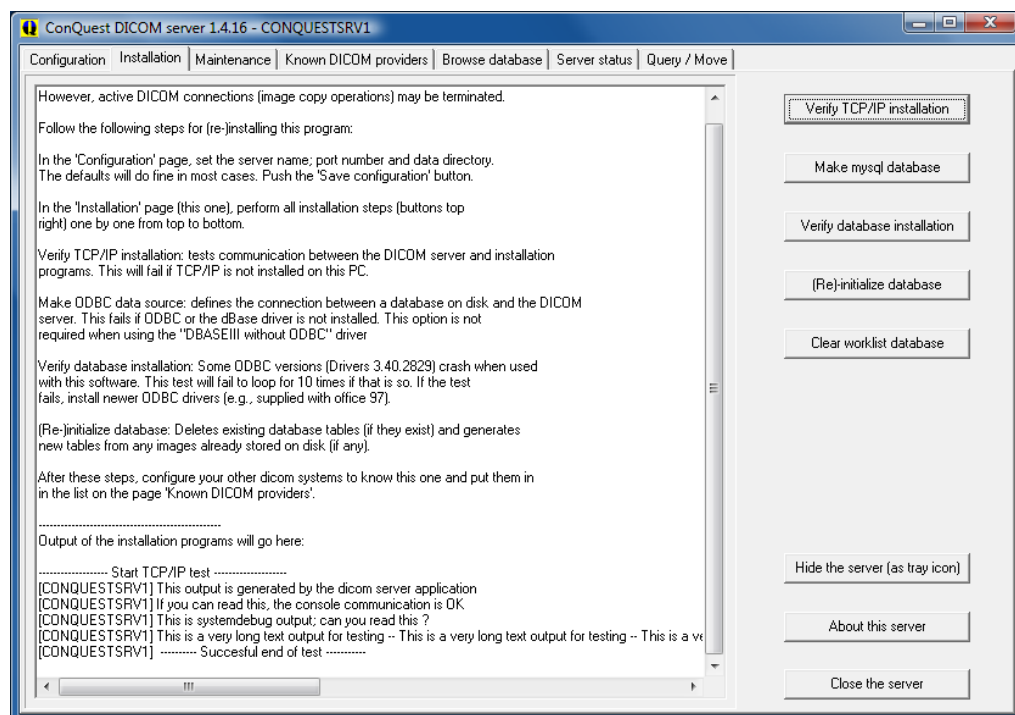 ConQuest DICOM server 1.4.16 - CONQUESTSRV1
Configuration Installation Maintenance Known DICOM providers Browse database Server status Query / Move
However, active DICOM connections (image copy operations) may be terminated.
Follow the following steps for (re-)installing this program:
In the 'Configuration' page, set the server name; port number and data directory.
The defaults will do fine in most cases. Push the 'Save configuration' button.
In the 'Installation' page (this one), perform all installation steps (buttons top
right) one by one from top to bottom.
Verify TCP/IP installation: tests communication between the DICOM server and installation
programs. This will fail if TCP/IP is not installed on this PC.
Make ODBC data source: defines the connection between a database on disk and the DICOM
server. This fails if ODBC or the dBase driver is not installed. This option is not
required when using the "DBASEIII without ODBC" driver
Verify database installation: Some ODBC versions (Drivers 3.40.2829) crash when used
with this software. This test will fail to loop for 10 times if that is so. If the test
fails, install newer ODBC drivers (e.g., supplied with office 97).
(Re-)initialize database: Deletes existing database tables (if they exist) and generates
new tables from any images already stored on disk (if any).
After these steps, configure your other dicom systems to know this one and put them in
in the list on the page 'Known DICOM providers'.
--------------------------------------------------
Output of the installation programs will go here:
------------------- Start TCP/IP test --------------------
[CONQUESTSRV1] This output is generated by the dicom server application
[CONQUESTSRV1] If you can read this, the console communication is OK
[CONQUESTSRV1] This is systemdebug output; can you read this ?
[CONQUESTSRV1] This is a very long text output for testing -- This is a very long text output for testing -- This is a ve
[CONQUESTSRV1] ---------- Succesful end of test -----------
Verify TCP/IP installation
Make mysql database
Verify database installation
(Re)-initialize database
Clear worklist database
Hide the server (as tray icon)
About this server
Close the server